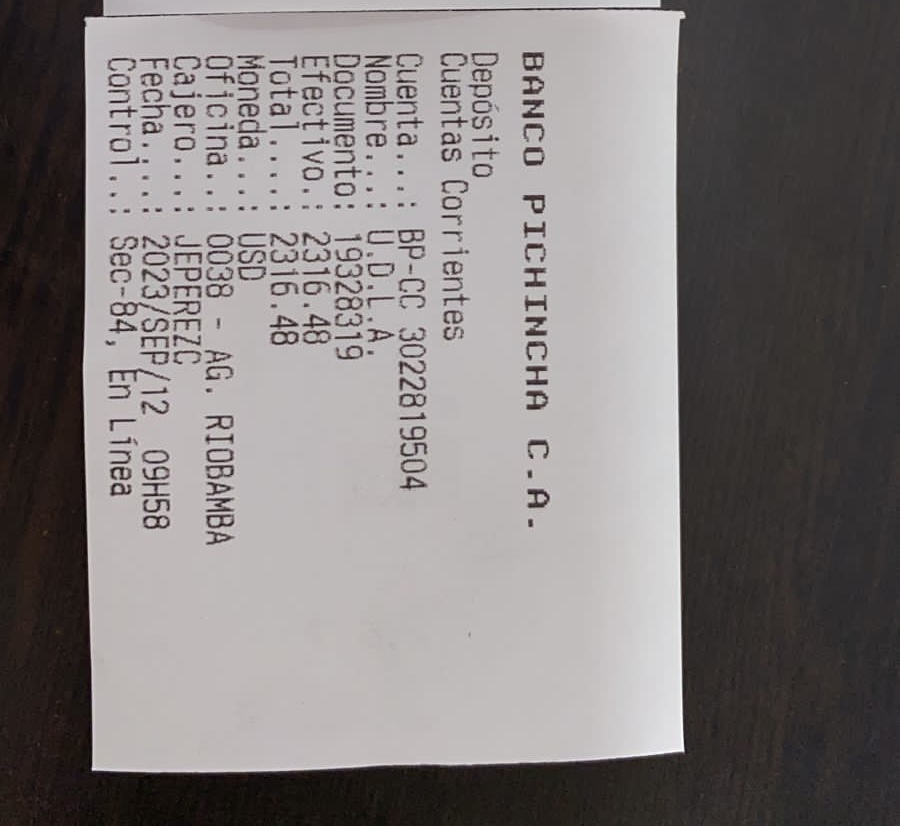 BANCO PICHINCHA C.A.
Depósito
Cuentas Corrientes
Cuenta..: BP-CC 3022819504
Nombre..: U.D.L.A.
Documento: 19328319
Efectivo.: 2316.48
Total....: 2316.48
Moneda...: USD
Oficina..: 0038 - AG. RIOBAMBA
Cajero...: JEPEREZC
Fecha....: 2023/SEP/12 09H58
Control..: Sec-84, En Línea